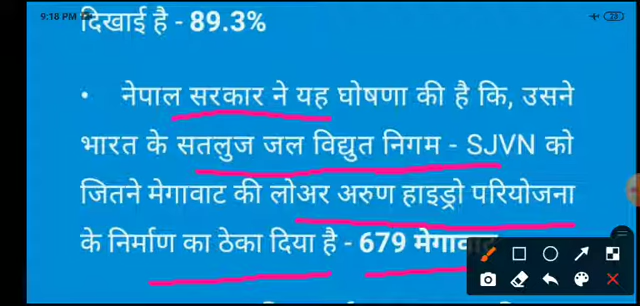 9:18 PM
23
दिखाई है - 89.3%
• नेपाल सरकार ने यह घोषणा की है कि, उसने
भारत के सतलुज जल विद्युत निगम - SJVN को
जितने मेगावाट की लोअर अरुण हाइड्रो परियोजना
के निर्माण का ठेका दिया है - 679 मेगावाट